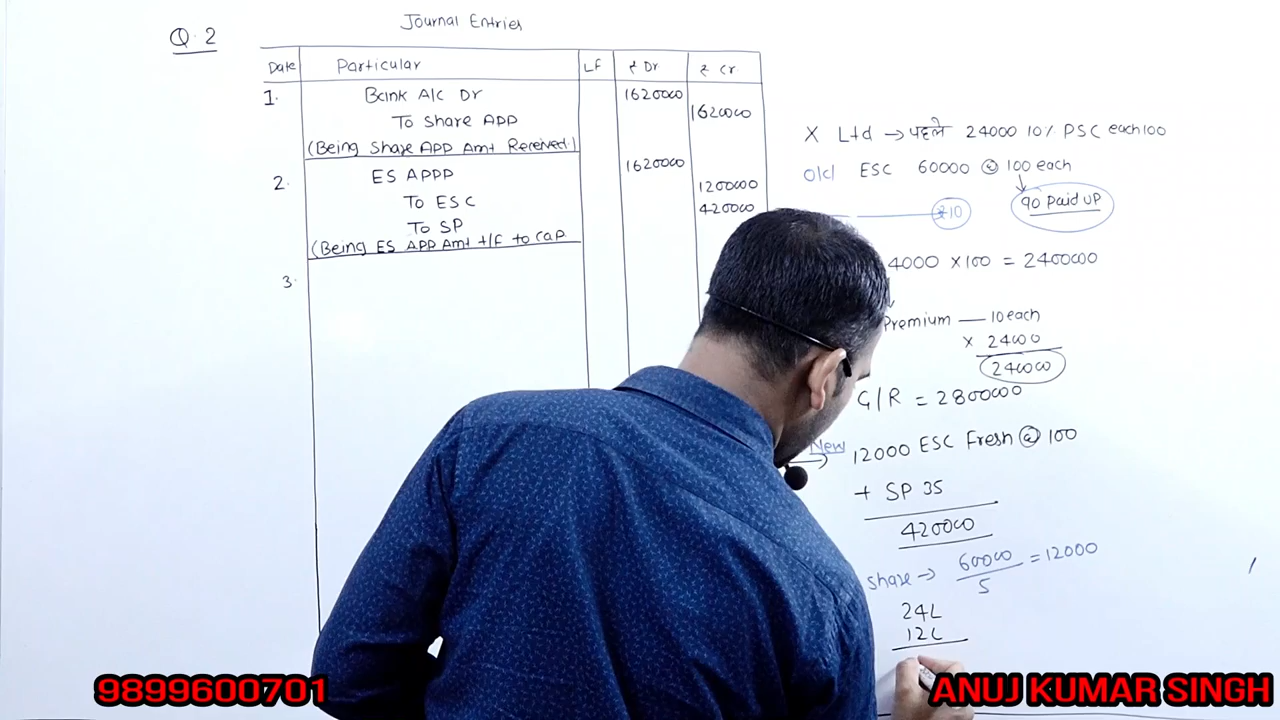 Journal Entries
Q.2
Date Particular LF ₹ Dr. ₹ Cr.
1. Bank A/c Dr 1620000
To Share APP 1620000
(Being Share APP Amt Received.)
2. ES APPP 1620000
To ESC 1200000
To SP 420000
(Being ES APP Amt t/f to Cap.
3.
X Ltd → पहले 24000 10% PSC each 100
Old ESC 60000 @ 100 each
90 Paid UP
₹10
4000 × 100 = 2400000
Premium — 10 each
× 24000
240000
G/R = 2800000
New 12000 ESC Fresh @ 100
+ SP 35
420000
share → 60000 / 5 = 12000
24L
12L
9899600701
ANUJ KUMAR SINGH